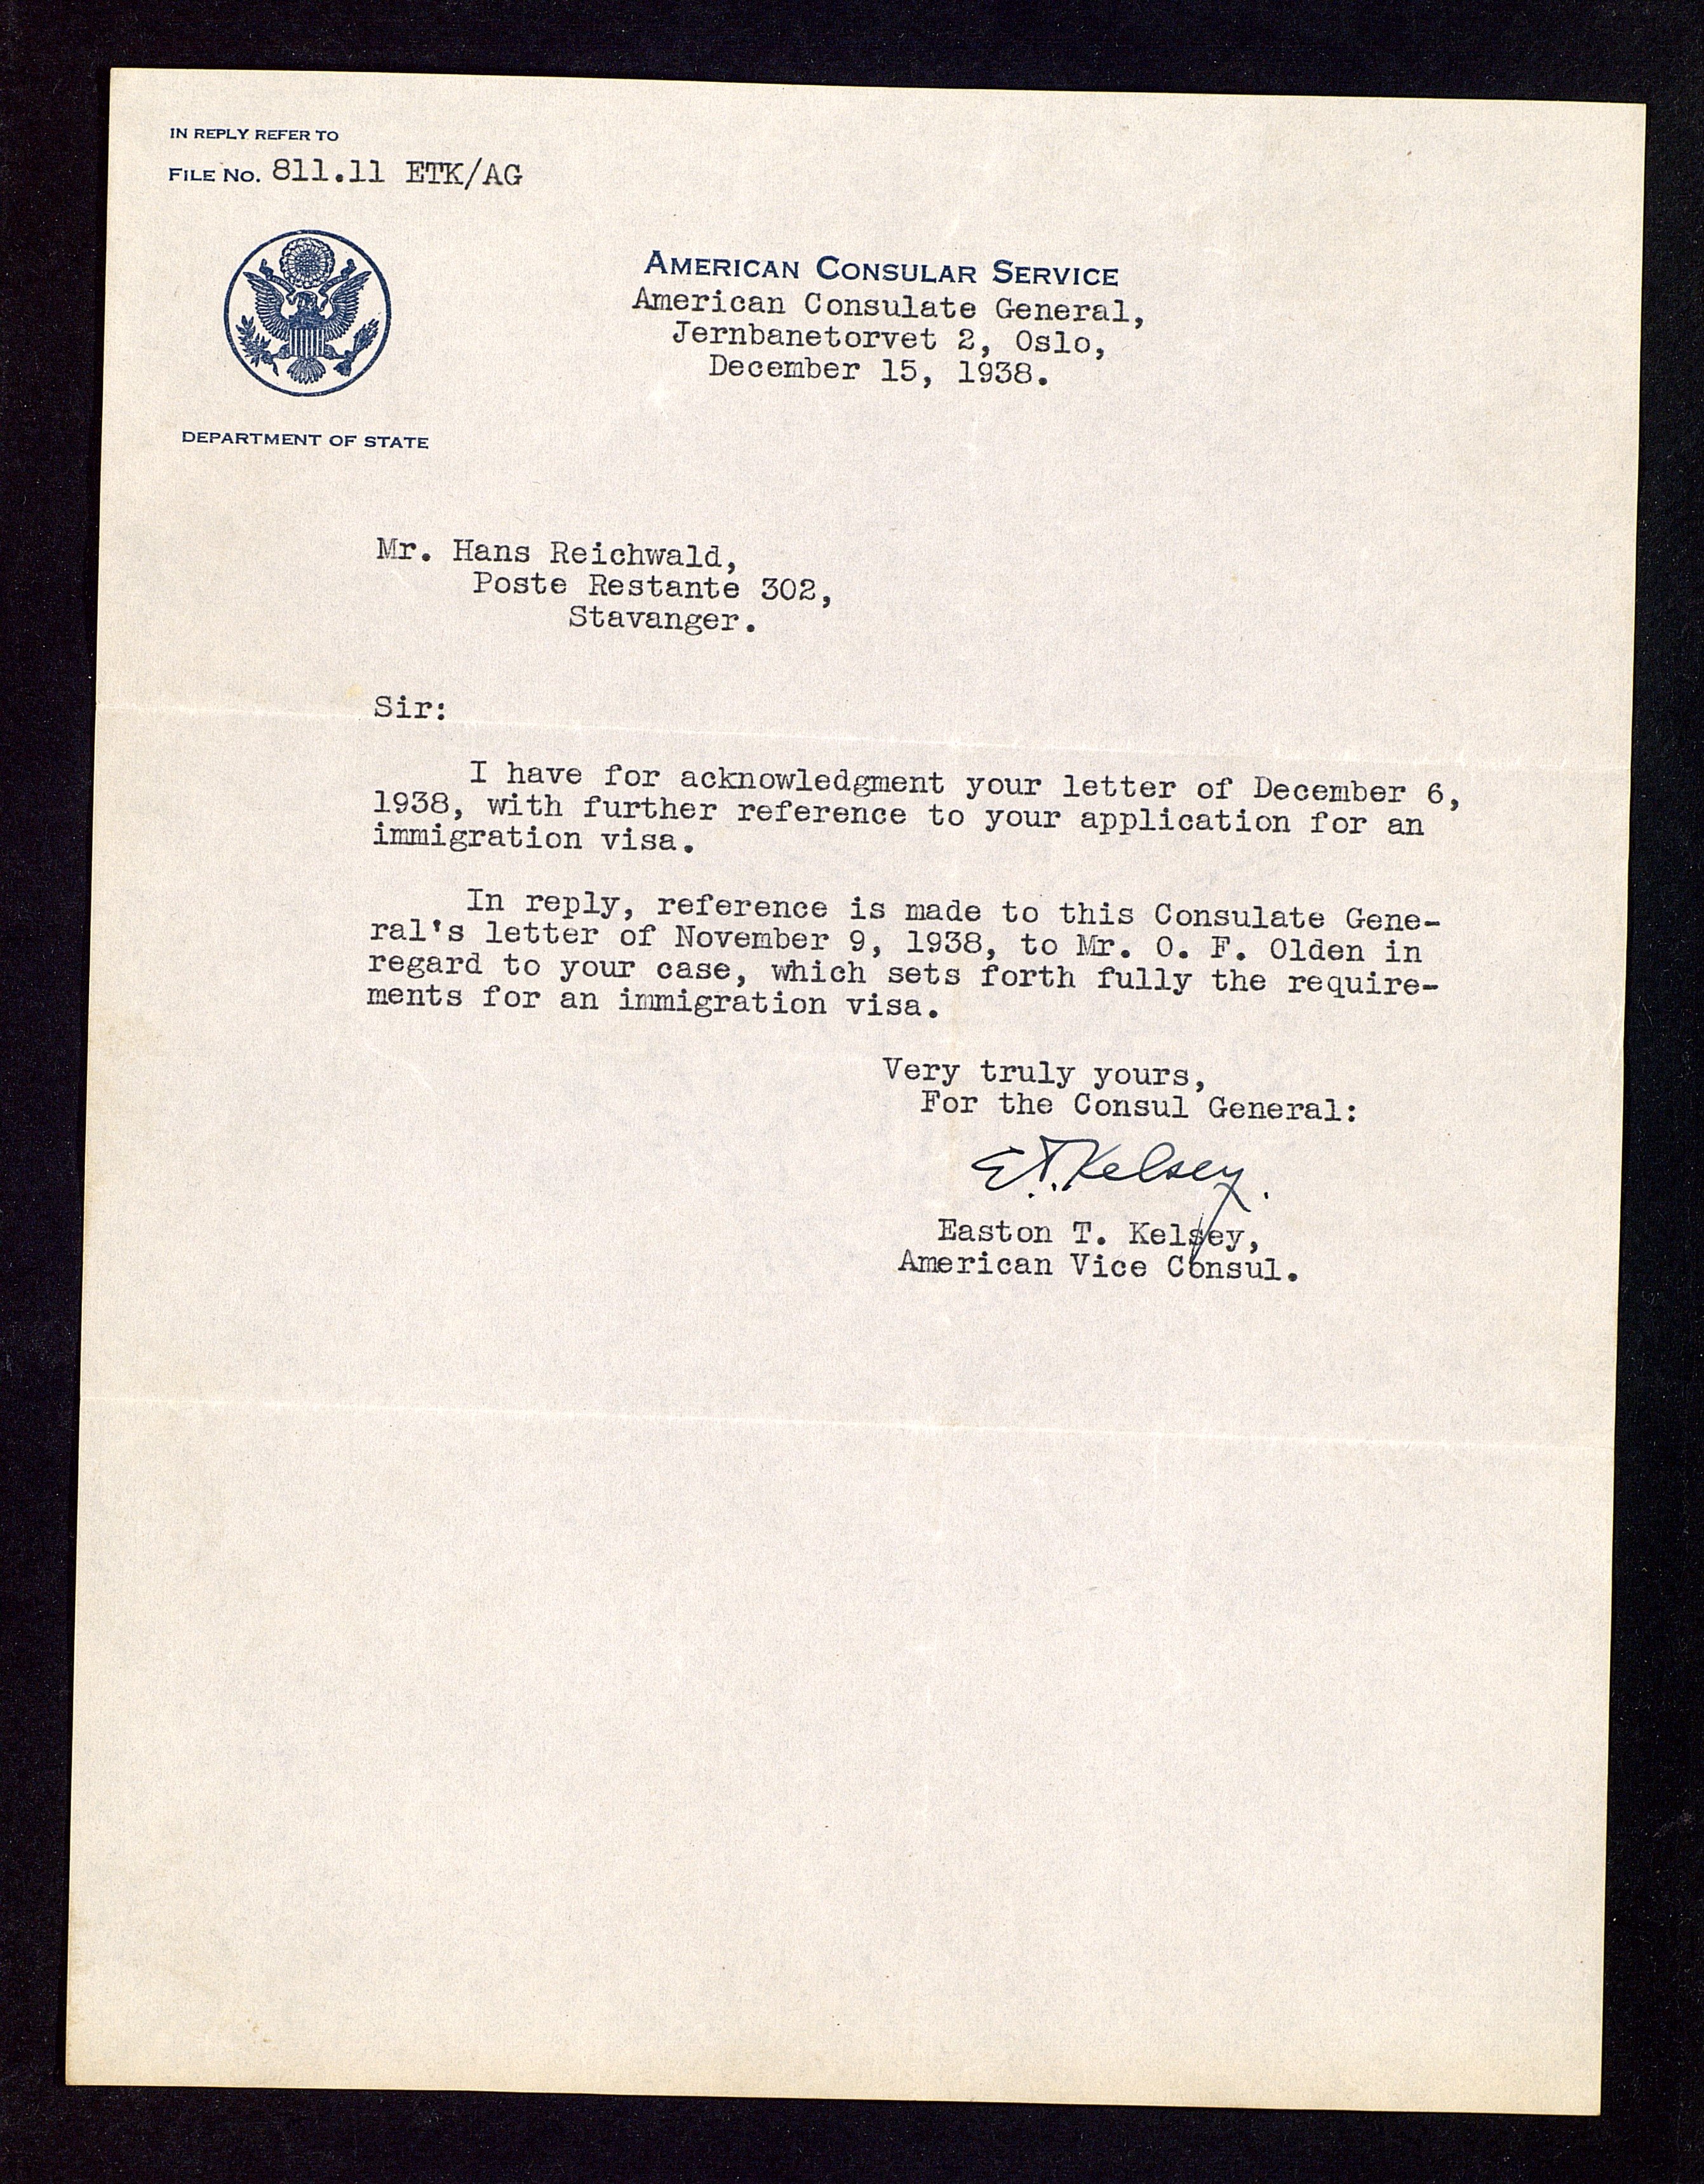 IN REPLY REFER TO
FILE NO. 811.11 ETK/AG
AMERICAN CONSULAR SERVICE
American Consulate General,
Jernbanetorvet 2, Oslo,
December 15, 1938.
DEPARTMENT OF STATE
Mr. Hans Reichwald,
Poste Restante 302,
Stavanger.
Sir:
I have for acknowledgment your letter of December 6,
1938, with further reference to your application for an
immigration visa.
In reply, reference is made to this Consulate Gene-
ral's letter of November 9, 1938, to Mr. O. F. Olden in
regard to your case, which sets forth fully the require-
ments for an immigration visa.
Very truly yours,
For the Consul General:
E.T. Kelsey.
Easton T. Kelsey,
American Vice Consul.